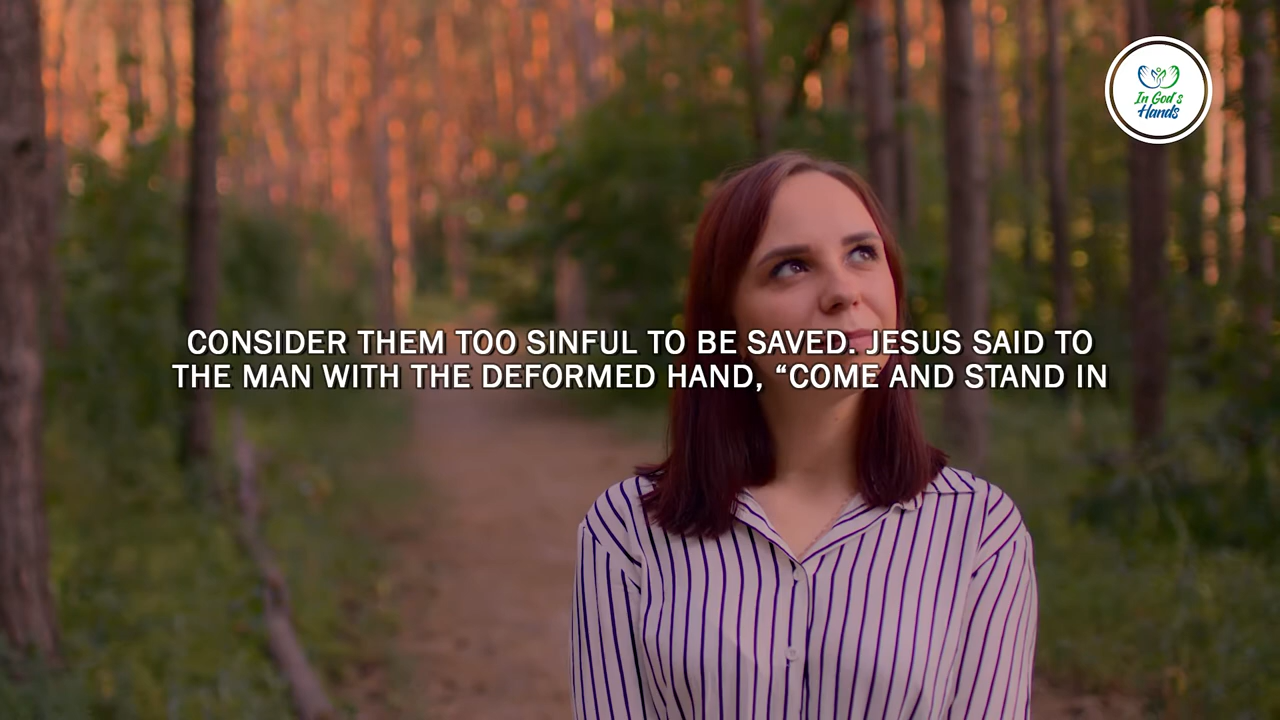 In God's
Hands
CONSIDER THEM TOO SINFUL TO BE SAVED. JESUS SAID TO
THE MAN WITH THE DEFORMED HAND, “COME AND STAND IN